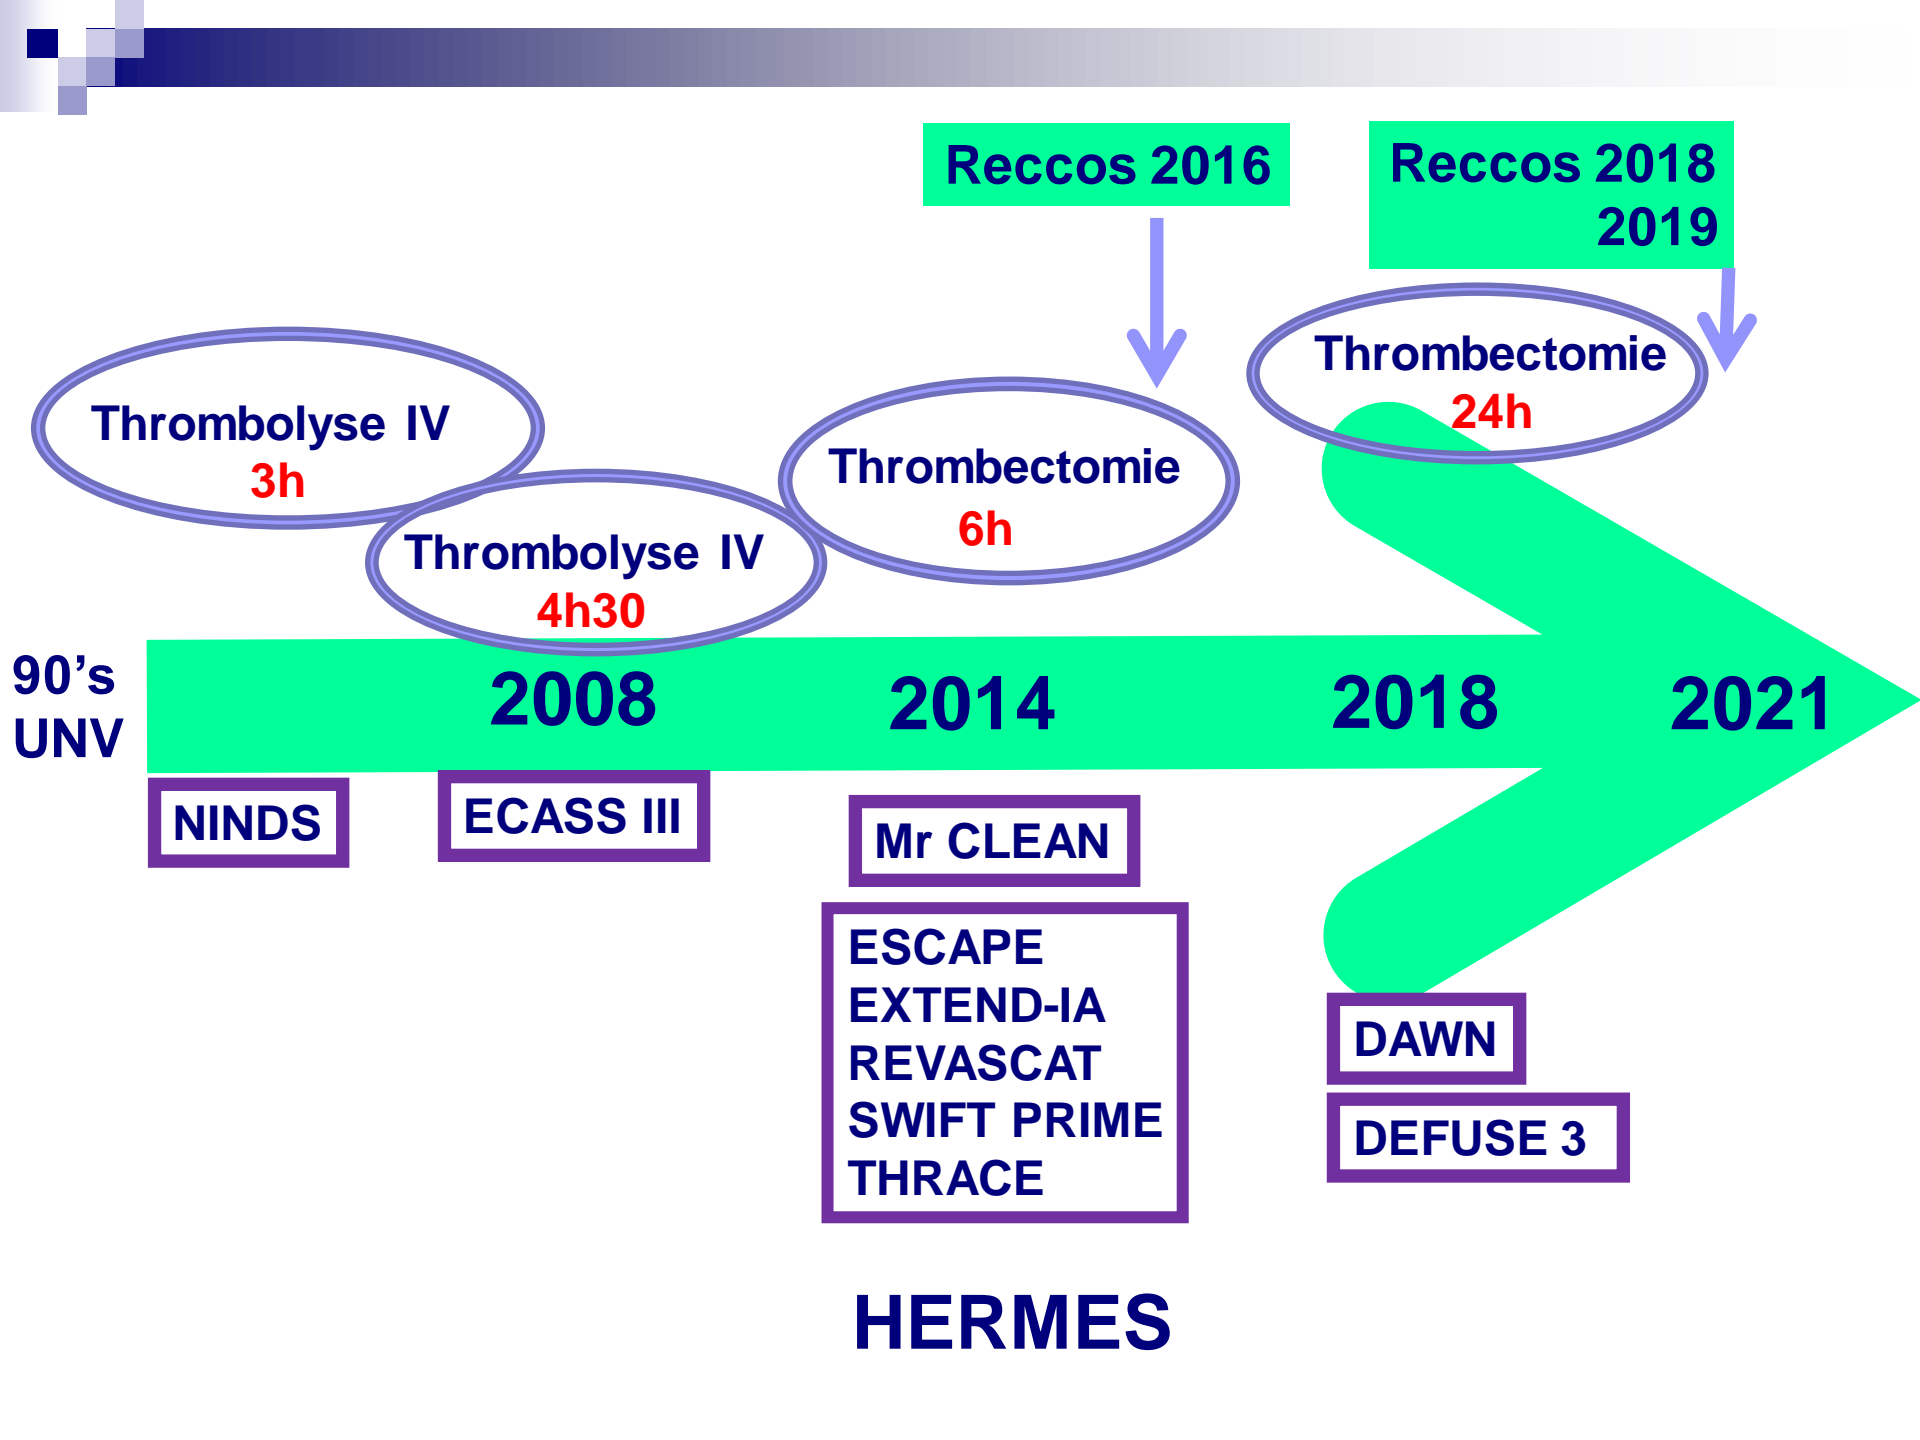 Reccos 2016
Reccos 2018
2019
Thrombolyse IV
3h
Thrombolyse IV
4h30
Thrombectomie
6h
Thrombectomie
24h
90’s
UNV
2008
2014
2018
2021
NINDS
ECASS III
Mr CLEAN
ESCAPE
EXTEND-IA
REVASCAT
SWIFT PRIME
THRACE
DAWN
DEFUSE 3
HERMES